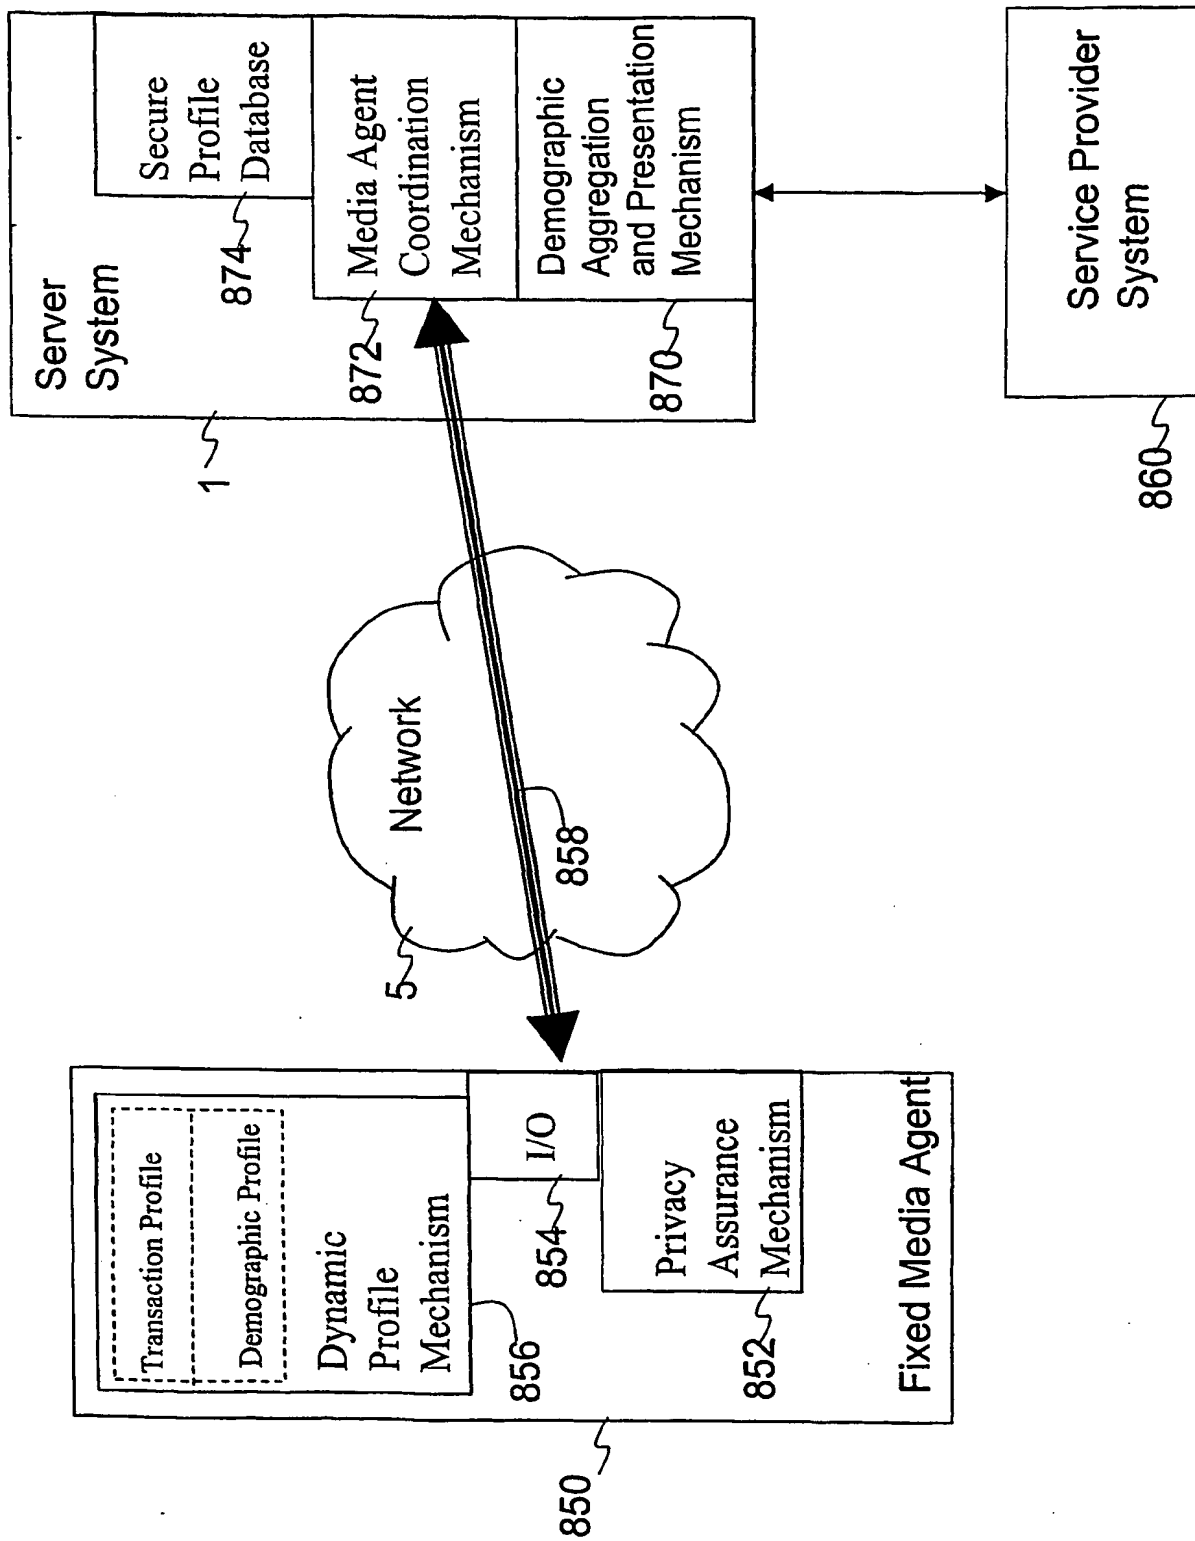 850
Transaction Profile
Demographic Profile
Dynamic
Profile
Mechanism
856
I/O
854
Privacy
Assurance
Mechanism
852
Fixed Media Agent
5
Network
858
1
Server
System
Secure
Profile
Database
874
Media Agent
Coordination
Mechanism
872
Demographic
Aggregation
and Presentation
Mechanism
870
Service Provider
System
860